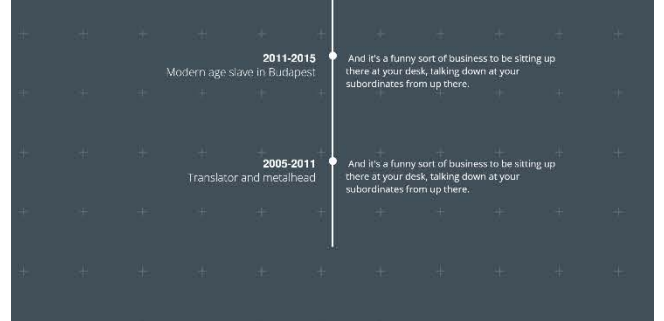 2011-2015
Modern age slave in Budapest
And it's a funny sort of business to be sitting up
there at your desk, talking down at your
subordinates from up there.
2005-2011
Translator and metalhead
And it's a funny sort of business to be sitting up
there at your desk, talking down at your
subordinates from up there.